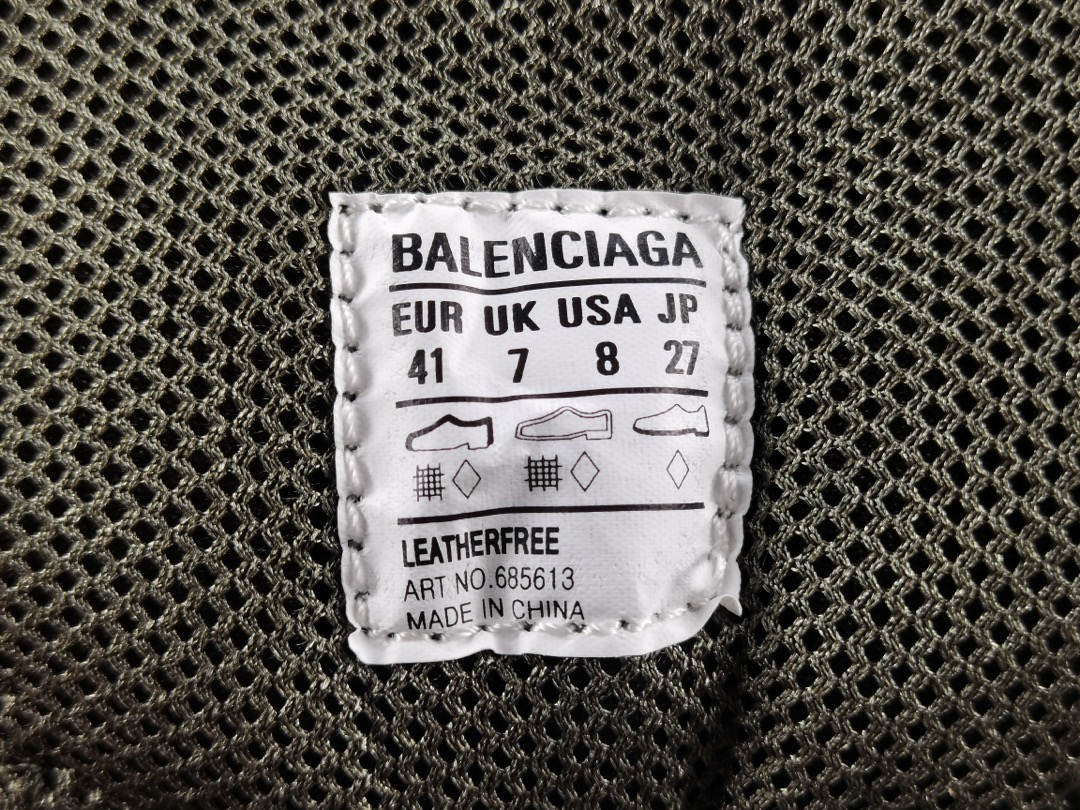 BALENCIAGA
EUR UK USA JP
41 7 8 27
LEATHERFREE
ART NO.685613
MADE IN CHINA